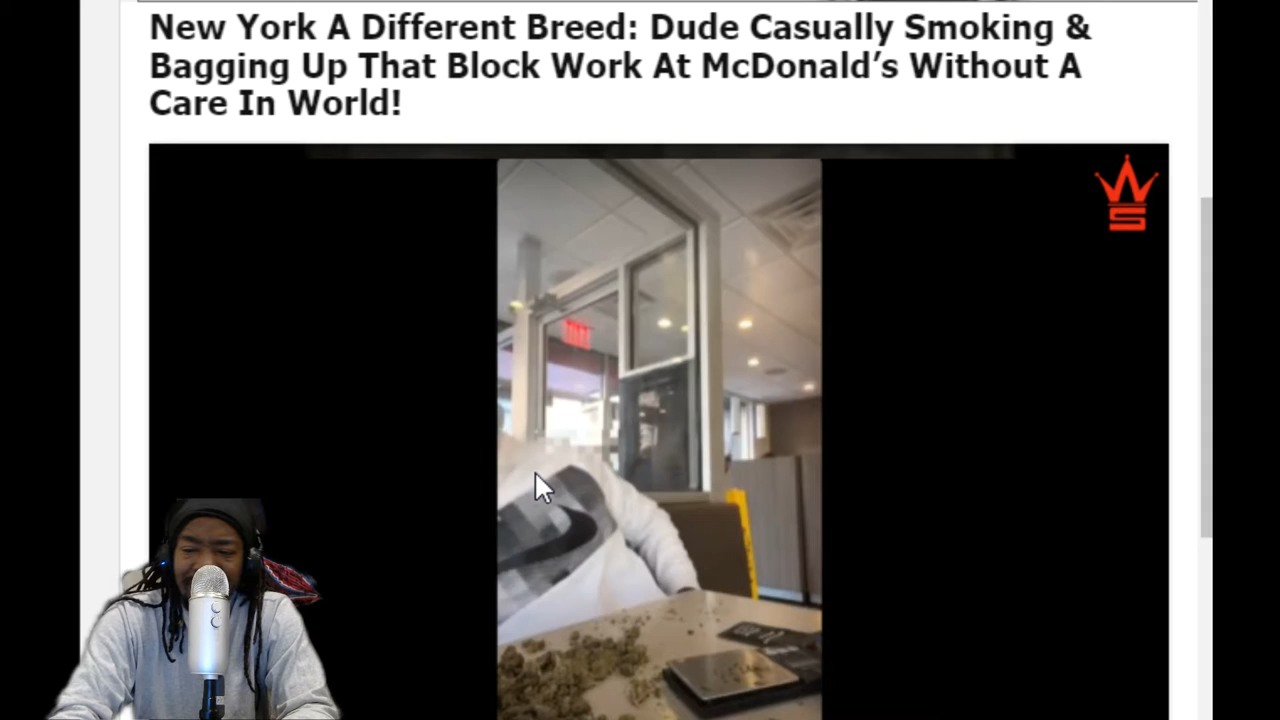 New York A Different Breed: Dude Casually Smoking &
Bagging Up That Block Work At McDonald’s Without A
Care In World!
W
S
EXIT